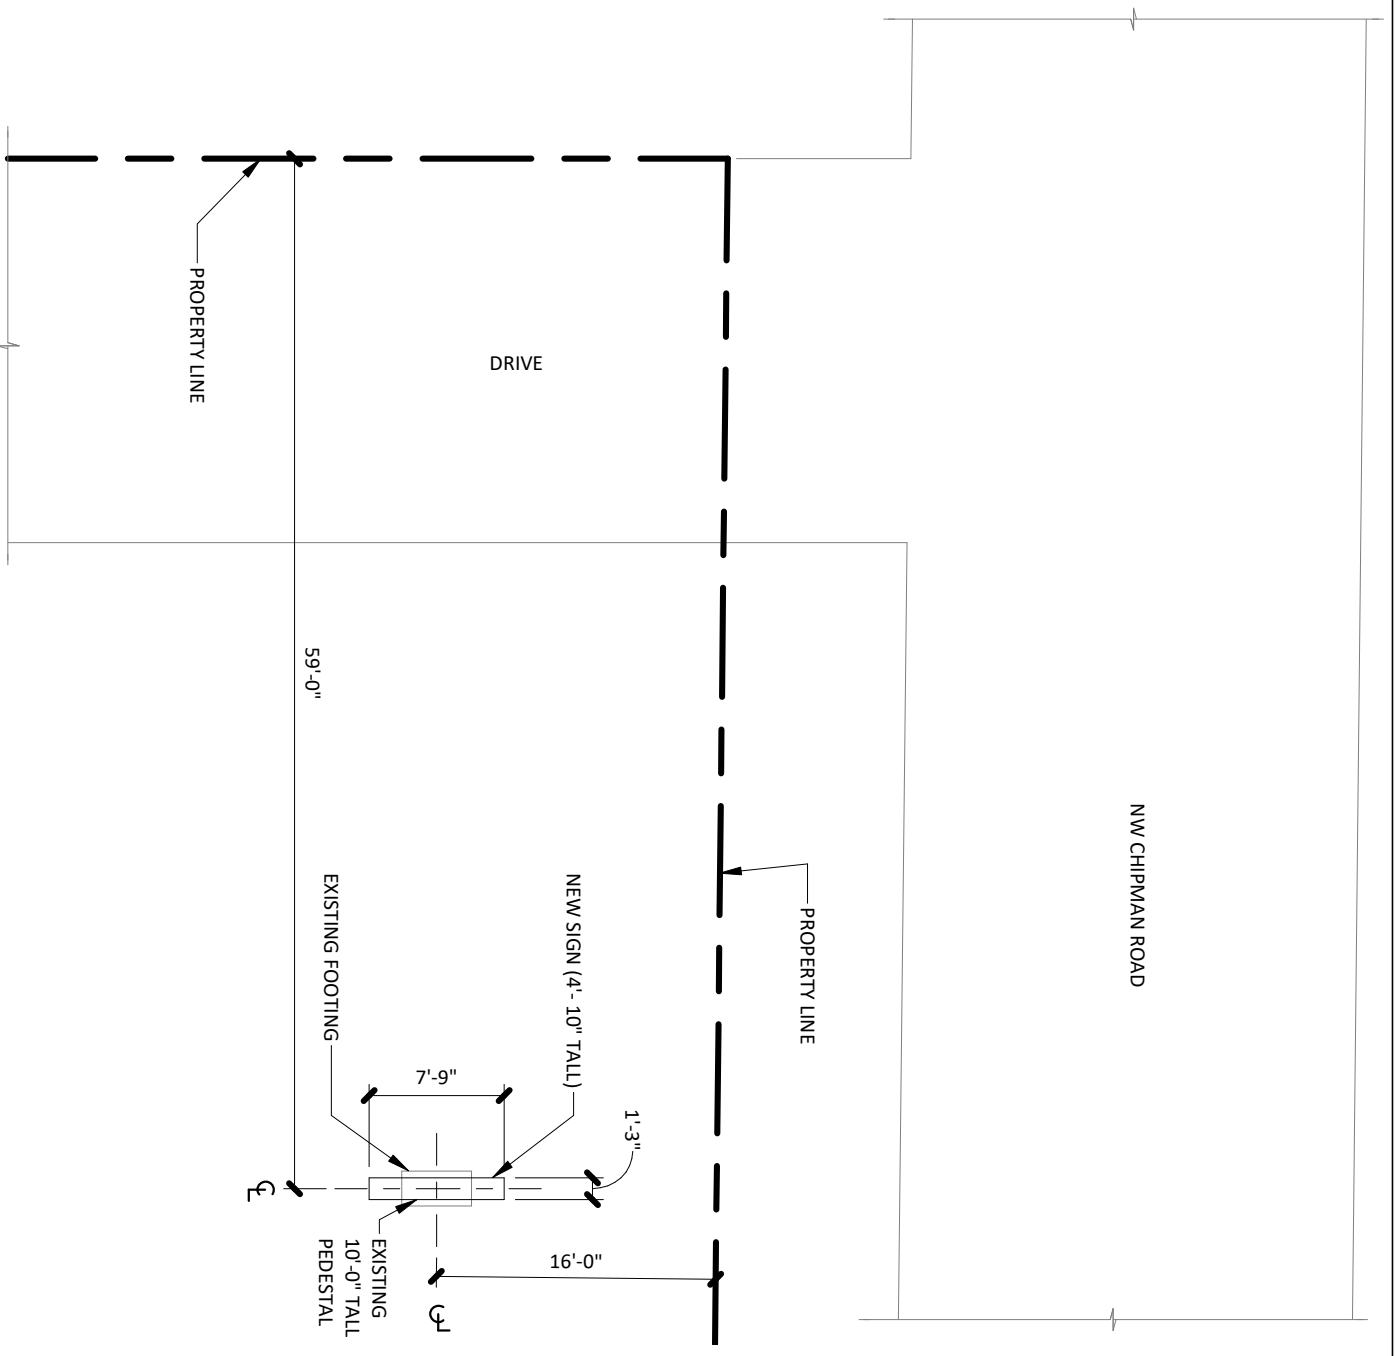 PROPERTY LINE
DRIVE
59'-0"
NW CHIPMAN ROAD
PROPERTY LINE
NEW SIGN (4'- 10" TALL)
EXISTING FOOTING
7'-9"
1'-3"
16'-0"
EXISTING
10'-0" TALL
PEDESTAL
℄
℄